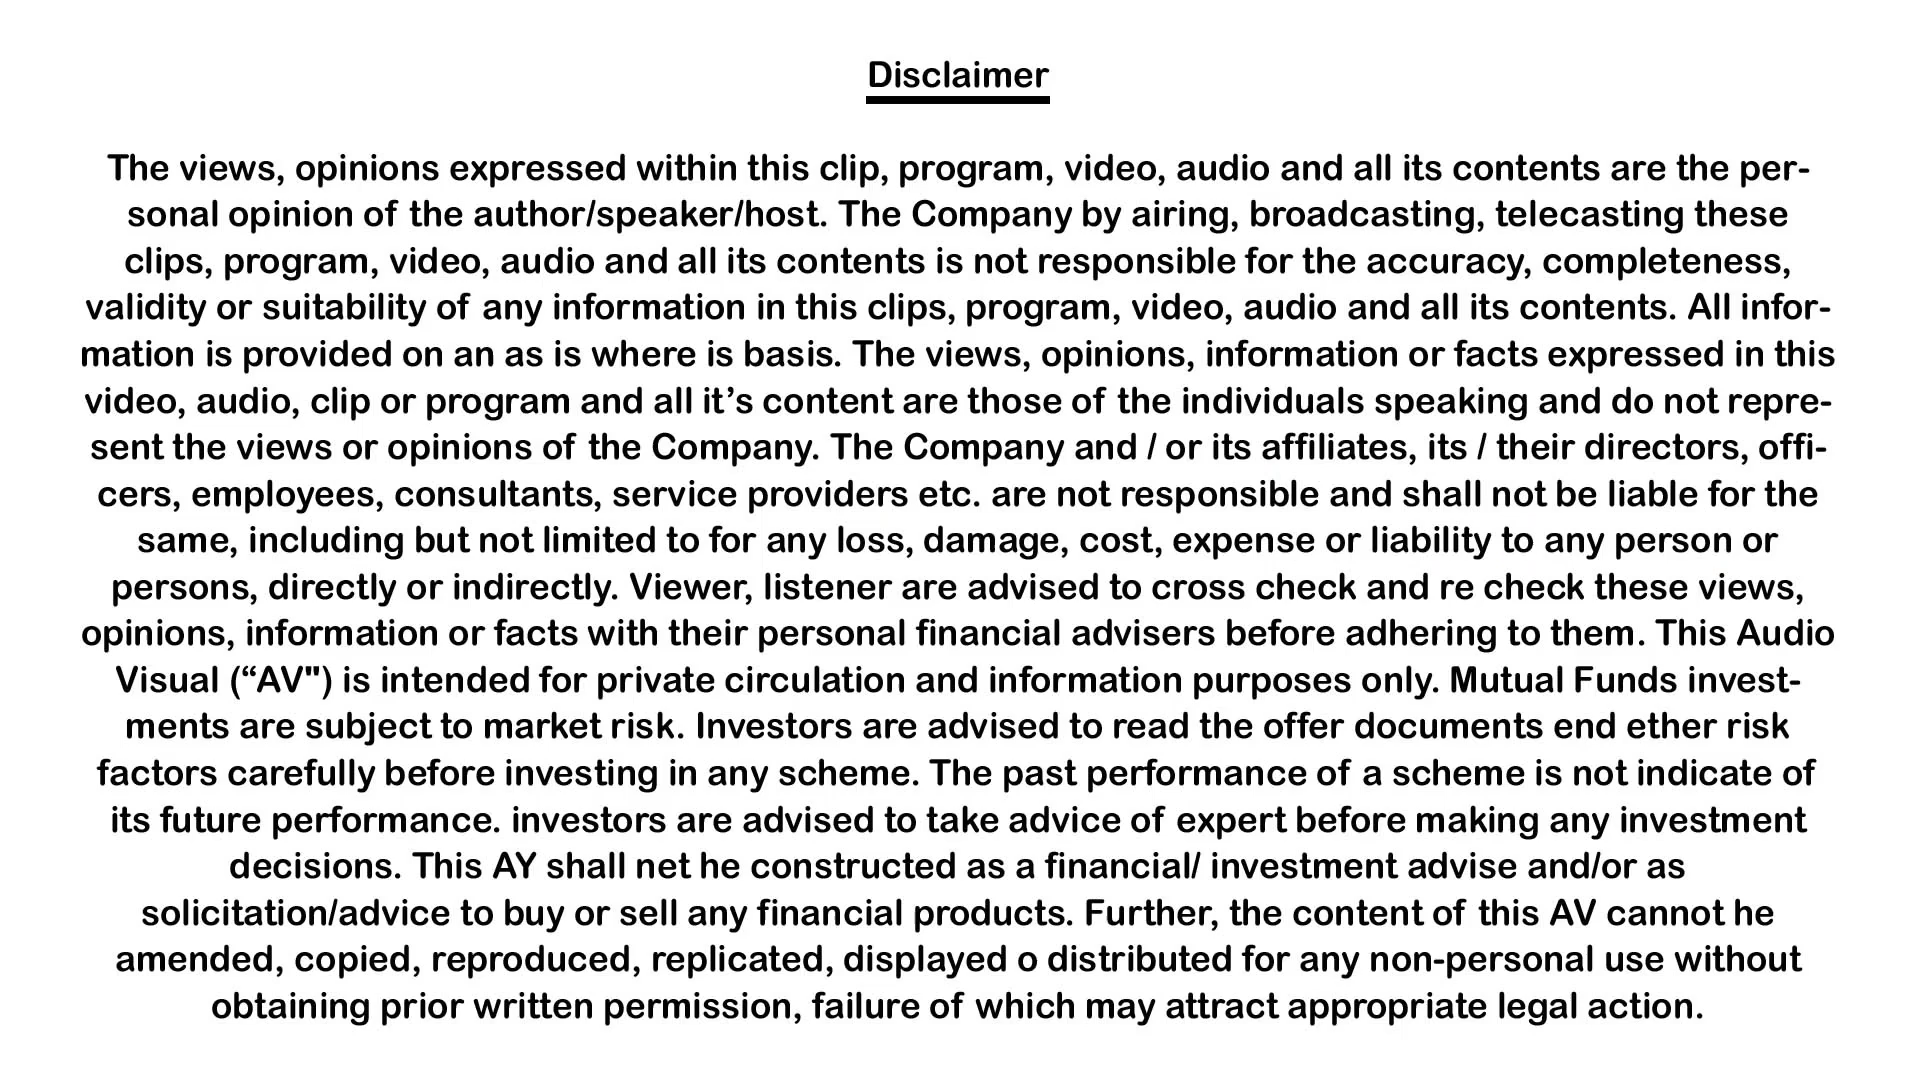 Disclaimer
The views, opinions expressed within this clip, program, video, audio and all its contents are the per-
sonal opinion of the author/speaker/host. The Company by airing, broadcasting, telecasting these
clips, program, video, audio and all its contents is not responsible for the accuracy, completeness,
validity or suitability of any information in this clips, program, video, audio and all its contents. All infor-
mation is provided on an as is where is basis. The views, opinions, information or facts expressed in this
video, audio, clip or program and all it’s content are those of the individuals speaking and do not repre-
sent the views or opinions of the Company. The Company and / or its affiliates, its / their directors, offi-
cers, employees, consultants, service providers etc. are not responsible and shall not be liable for the
same, including but not limited to for any loss, damage, cost, expense or liability to any person or
persons, directly or indirectly. Viewer, listener are advised to cross check and re check these views,
opinions, information or facts with their personal financial advisers before adhering to them. This Audio
Visual (“AV") is intended for private circulation and information purposes only. Mutual Funds invest-
ments are subject to market risk. Investors are advised to read the offer documents end ether risk
factors carefully before investing in any scheme. The past performance of a scheme is not indicate of
its future performance. investors are advised to take advice of expert before making any investment
decisions. This AY shall net he constructed as a financial/ investment advise and/or as
solicitation/advice to buy or sell any financial products. Further, the content of this AV cannot he
amended, copied, reproduced, replicated, displayed o distributed for any non-personal use without
obtaining prior written permission, failure of which may attract appropriate legal action.